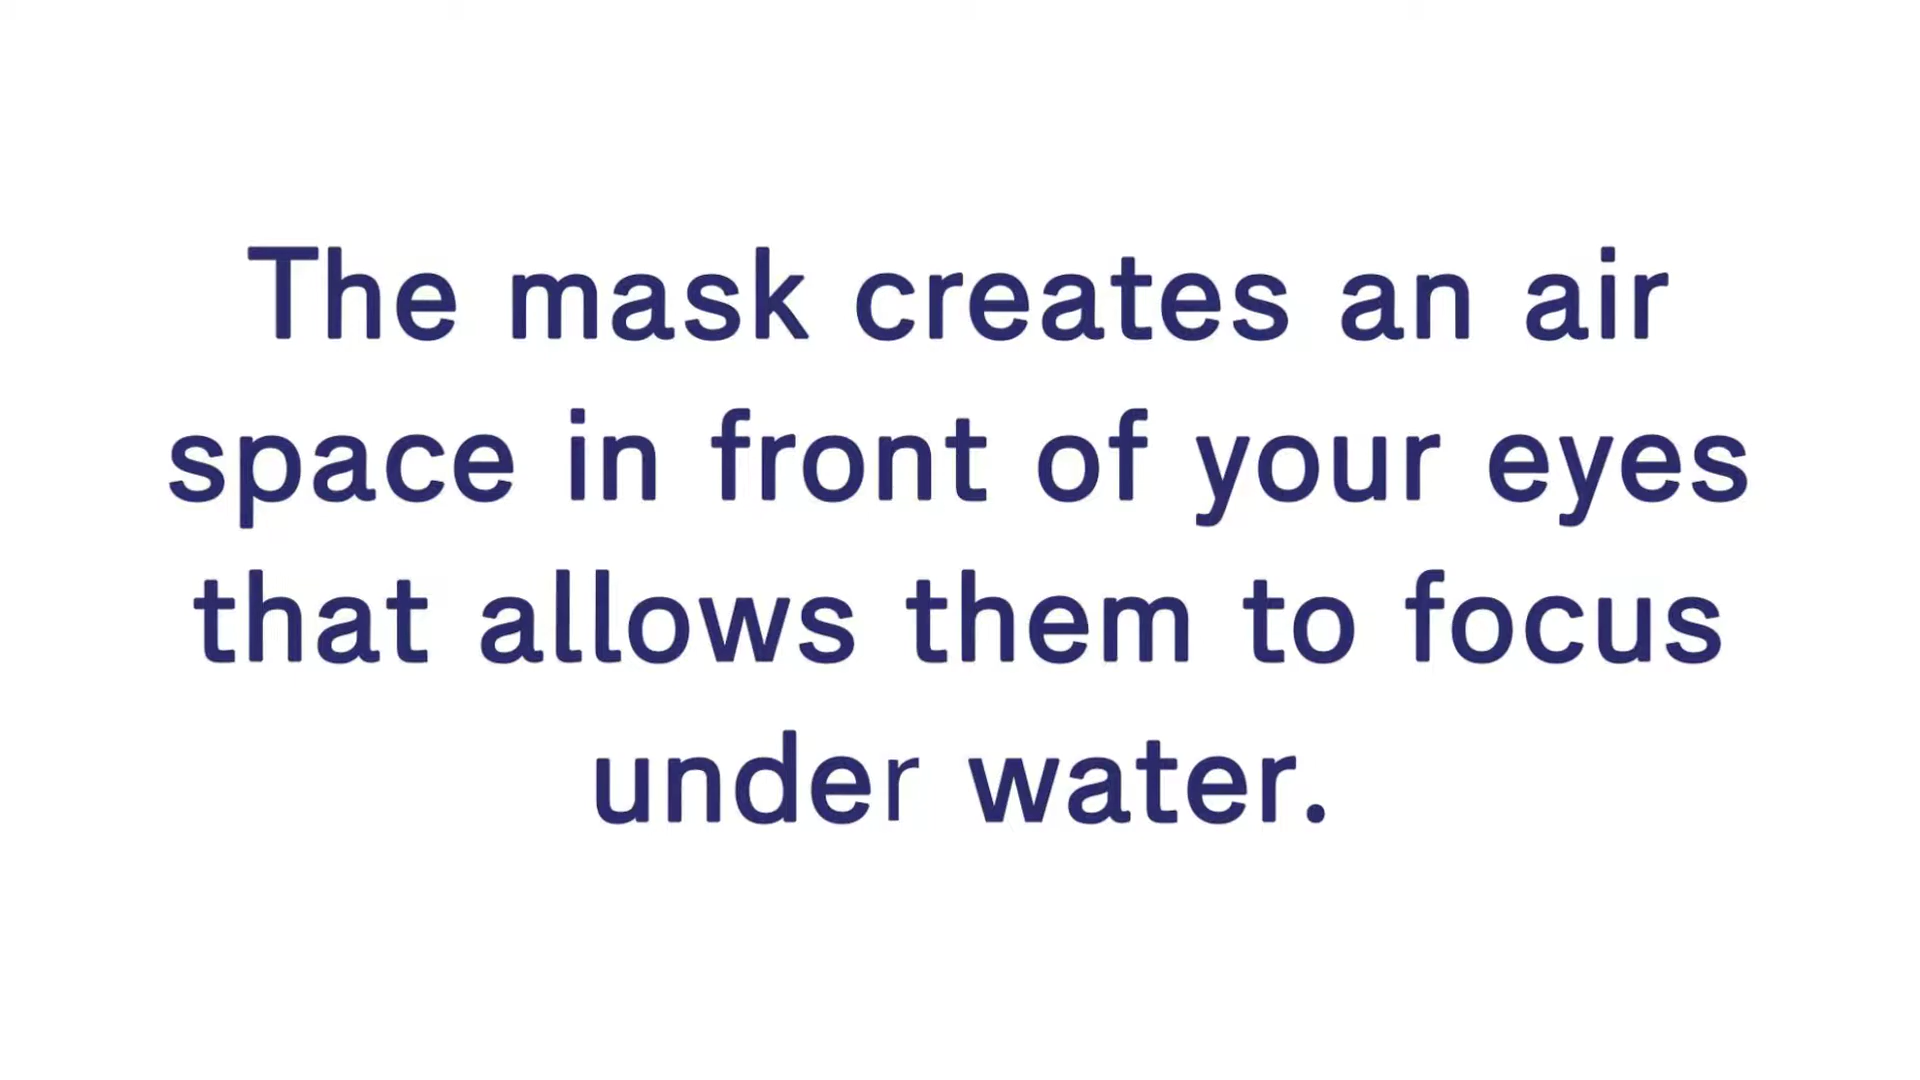 The mask creates an air
space in front of your eyes
that allows them to focus
under water.